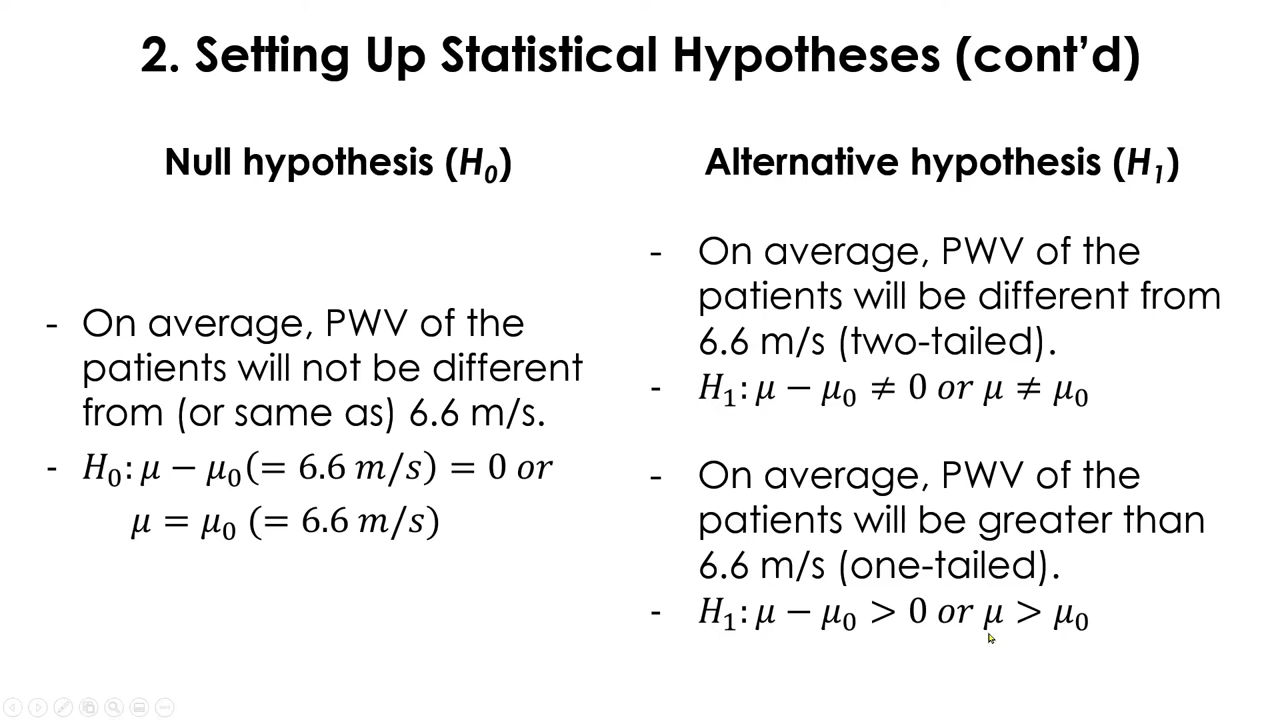 2. Setting Up Statistical Hypotheses (cont’d)
Null hypothesis (H₀)
- On average, PWV of the
patients will not be different
from (or same as) 6.6 m/s.
- H₀: μ − μ₀(= 6.6 m/s) = 0 or
μ = μ₀ (= 6.6 m/s)
Alternative hypothesis (H₁)
- On average, PWV of the
patients will be different from
6.6 m/s (two-tailed).
- H₁: μ − μ₀ ≠ 0 or μ ≠ μ₀
- On average, PWV of the
patients will be greater than
6.6 m/s (one-tailed).
- H₁: μ − μ₀ > 0 or μ > μ₀